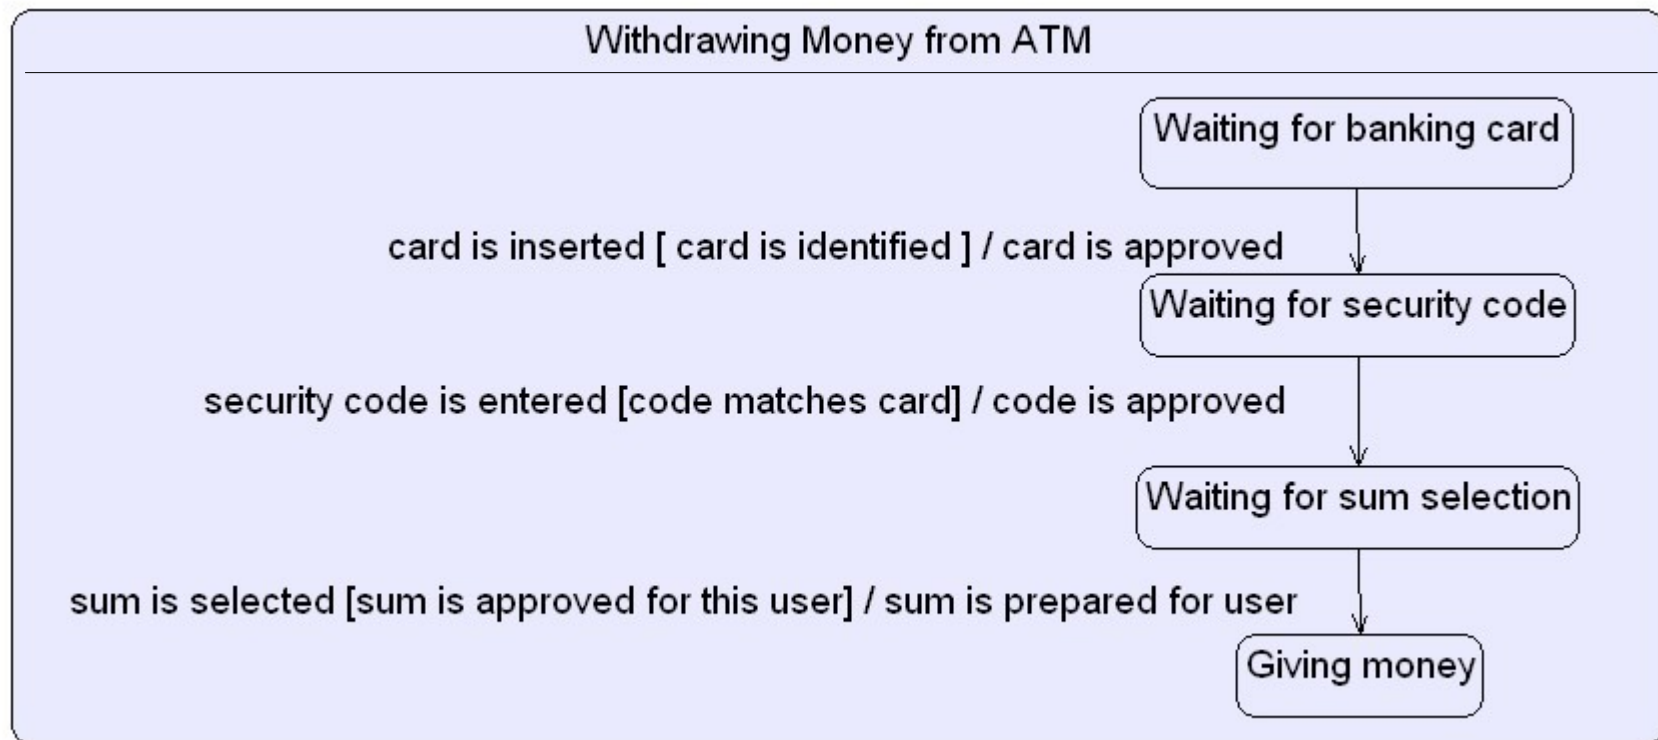 Withdrawing Money from ATM
Waiting for banking card
card is inserted [ card is identified ] / card is approved
Waiting for security code
security code is entered [code matches card] / code is approved
Waiting for sum selection
sum is selected [sum is approved for this user] / sum is prepared for user
Giving money